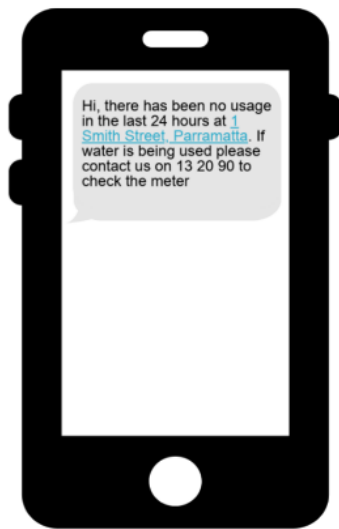 Hi, there has been no usage
in the last 24 hours at 1
Smith Street, Parramatta. If
water is being used please
contact us on 13 20 90 to
check the meter